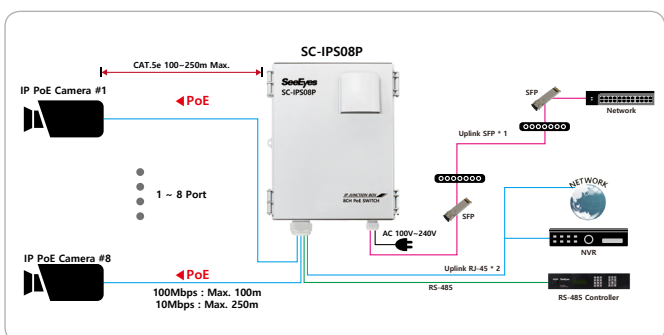 SC-IPS08P
CAT.5e 100~250m Max.
IP PoE Camera #1
PoE
SeeEyes
SC-IPS08P
SFP
Network
Uplink SFP * 1
1 ~ 8 Port
IP JUNCTION BOX
8CH PoE SWITCH
SFP
NETWORK
AC 100V~240V
NVR
IP PoE Camera #8
PoE
Uplink RJ-45 * 2
RS-485
100Mbps : Max. 100m
10Mbps : Max. 250m
SeeEyes
RS-485 Controller